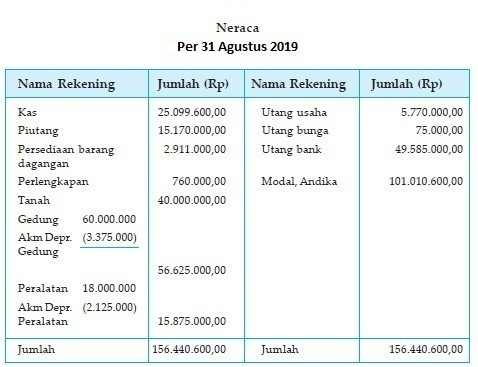 Neraca
Per 31 Agustus 2019
Nama Rekening Jumlah (Rp) Nama Rekening Jumlah (Rp)
Kas 25.099.600,00 Utang usaha 5.770.000,00
Piutang 15.170.000,00 Utang bunga 75.000,00
Persediaan barang 2.911.000,00 Utang bank 49.585.000,00
dagangan
Perlengkapan 760.000,00 Modal, Andika 101.010.600,00
Tanah 40.000.000,00
Gedung 60.000.000
Akm Depr. (3.375.000)
Gedung
56.625.000,00
Peralatan 18.000.000
Akm Depr. (2.125.000)
Peralatan 15.875.000,00
Jumlah 156.440.600,00 Jumlah 156.440.600,00